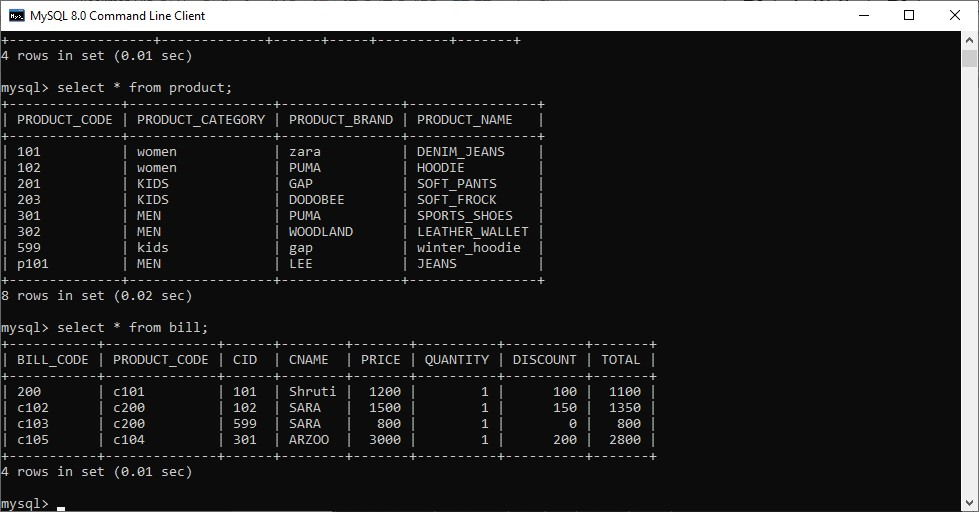 MySQL 8.0 Command Line Client
+-----------------+------------+------+-----+---------+-------+
4 rows in set (0.01 sec)
mysql> select * from product;
+--------------+------------------+---------------+----------------+
| PRODUCT_CODE | PRODUCT_CATEGORY | PRODUCT_BRAND | PRODUCT_NAME   |
+--------------+------------------+---------------+----------------+
| 101          | women            | zara          | DENIM_JEANS    |
| 102          | women            | PUMA          | HOODIE         |
| 201          | KIDS             | GAP           | SOFT_PANTS     |
| 203          | KIDS             | DODOBEE       | SOFT_FROCK     |
| 301          | MEN              | PUMA          | SPORTS_SHOES   |
| 302          | MEN              | WOODLAND      | LEATHER_WALLET |
| 599          | kids             | gap           | winter_hoodie  |
| p101         | MEN              | LEE           | JEANS          |
+--------------+------------------+---------------+----------------+
8 rows in set (0.02 sec)
mysql> select * from bill;
+-----------+--------------+------+--------+-------+----------+----------+-------+
| BILL_CODE | PRODUCT_CODE | CID  | CNAME  | PRICE | QUANTITY | DISCOUNT | TOTAL |
+-----------+--------------+------+--------+-------+----------+----------+-------+
| 200       | c101         | 101  | Shruti |  1200 |        1 |      100 |  1100 |
| c102      | c200         | 102  | SARA   |  1500 |        1 |      150 |  1350 |
| c103      | c200         | 599  | SARA   |   800 |        1 |        0 |   800 |
| c105      | c104         | 301  | ARZOO  |  3000 |        1 |      200 |  2800 |
+-----------+--------------+------+--------+-------+----------+----------+-------+
4 rows in set (0.01 sec)
mysql>